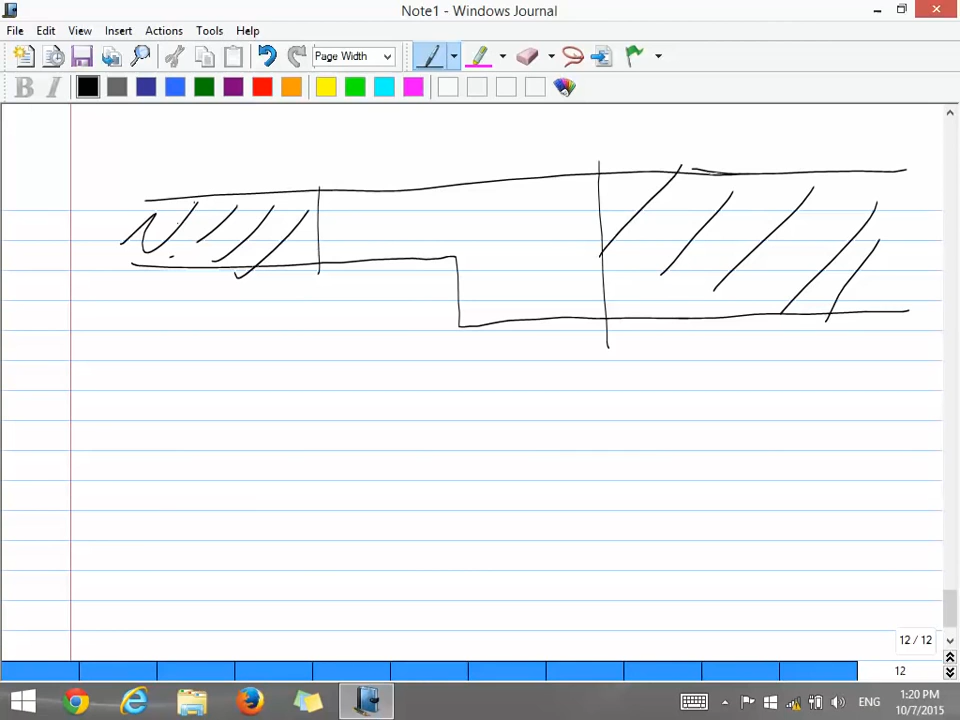 Note1 - Windows Journal
File Edit View Insert Actions Tools Help
Page Width
B I
12 / 12
12
ENG
1:20 PM
10/7/2015